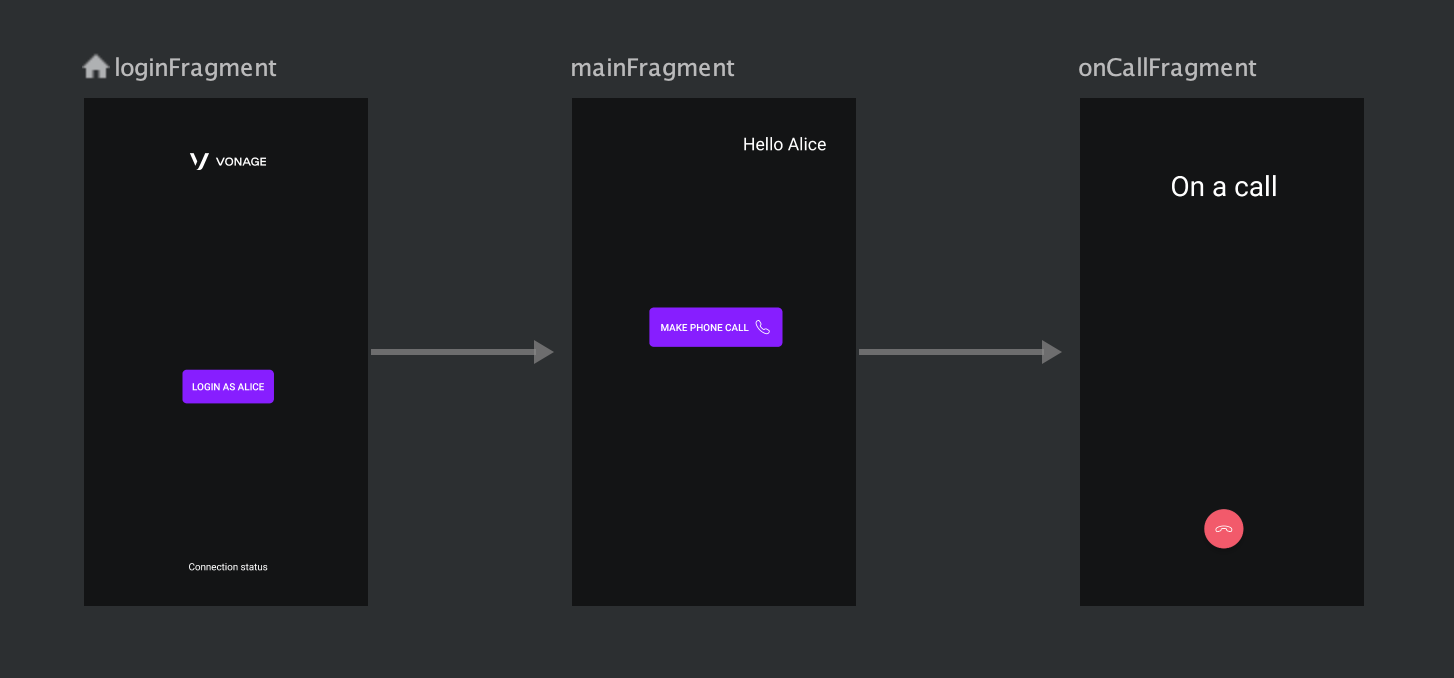 loginFragment
VONAGE
LOGIN AS ALICE
Connection status
mainFragment
Hello Alice
MAKE PHONE CALL
onCallFragment
On a call